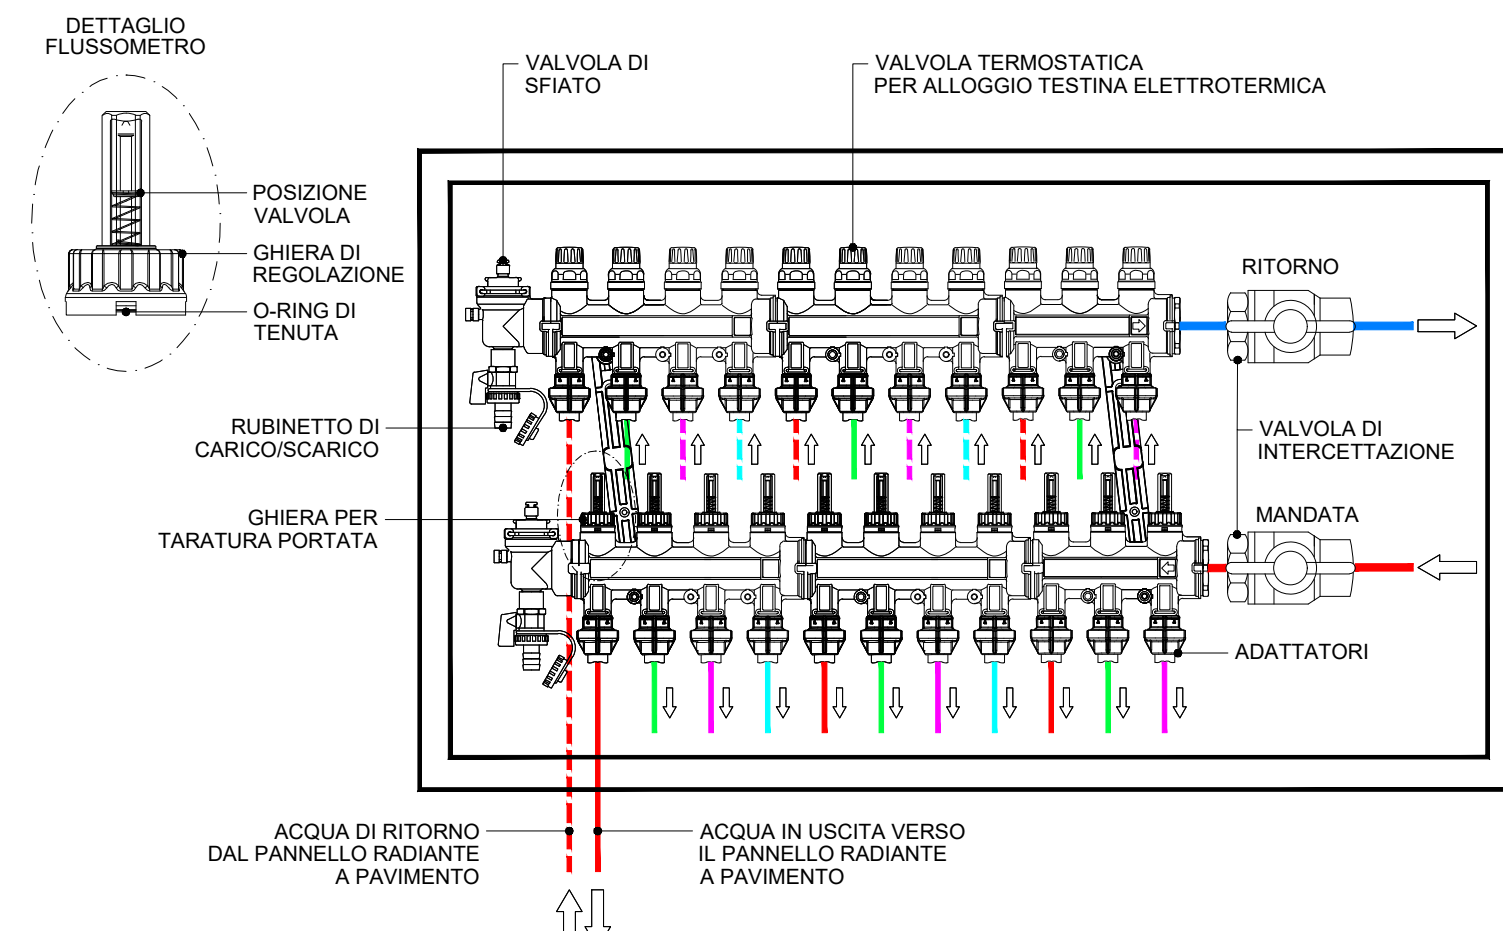 DETTAGLIO
FLUSSOMETRO
VALVOLA DI
SFIATO
VALVOLA TERMOSTATICA
PER ALLOGGIO TESTINA ELETTROTERMICA
POSIZIONE
VALVOLA
GHIERA DI
REGOLAZIONE
O-RING DI
TENUTA
RITORNO
RUBINETTO DI
CARICO/SCARICO
VALVOLA DI
INTERCETTAZIONE
GHIERA PER
TARATURA PORTATA
MANDATA
ADATTATORI
ACQUA DI RITORNO
DAL PANNELLO RADIANTE
A PAVIMENTO
ACQUA IN USCITA VERSO
IL PANNELLO RADIANTE
A PAVIMENTO